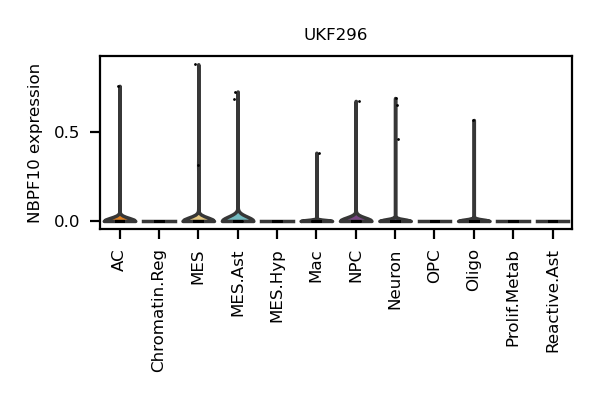 UKF296
NBPF10 expression
0.5
0.0
AC
Chromatin.Reg
MES
MES.Ast
MES.Hyp
Mac
NPC
Neuron
OPC
Oligo
Prolif.Metab
Reactive.Ast